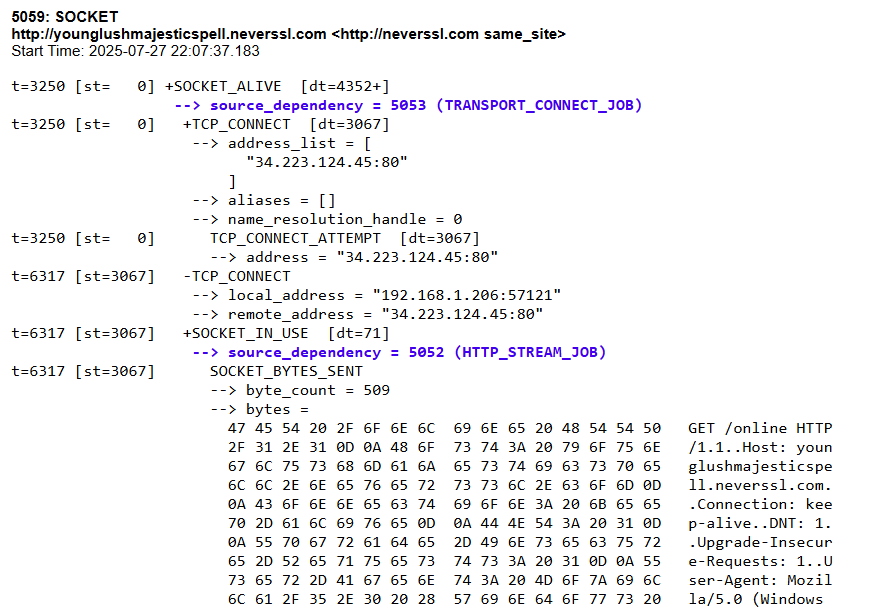 5059: SOCKET
http://younglushmajesticspell.neverssl.com <http://neverssl.com same_site>
Start Time: 2025-07-27 22:07:37.183
t=3250 [st=   0] +SOCKET_ALIVE  [dt=4352+]
--> source_dependency = 5053 (TRANSPORT_CONNECT_JOB)
t=3250 [st=   0]   +TCP_CONNECT  [dt=3067]
--> address_list = [
"34.223.124.45:80"
]
--> aliases = []
--> name_resolution_handle = 0
t=3250 [st=   0]      TCP_CONNECT_ATTEMPT  [dt=3067]
--> address = "34.223.124.45:80"
t=6317 [st=3067]   -TCP_CONNECT
--> local_address = "192.168.1.206:57121"
--> remote_address = "34.223.124.45:80"
t=6317 [st=3067]   +SOCKET_IN_USE  [dt=71]
--> source_dependency = 5052 (HTTP_STREAM_JOB)
t=6317 [st=3067]      SOCKET_BYTES_SENT
--> byte_count = 509
--> bytes =
47 45 54 20 2F 6F 6E 6C  69 6E 65 20 48 54 54 50   GET /online HTTP
2F 31 2E 31 0D 0A 48 6F  73 74 3A 20 79 6F 75 6E   /1.1..Host: youn
67 6C 75 73 68 6D 61 6A  65 73 74 69 63 73 70 65   glushmajesticspe
6C 6C 2E 6E 65 76 65 72  73 73 6C 2E 63 6F 6D 0D   ll.neverssl.com.
0A 43 6F 6E 6E 65 63 74  69 6F 6E 3A 20 6B 65 65   .Connection: kee
70 2D 61 6C 69 76 65 0D  0A 44 4E 54 3A 20 31 0D   p-alive..DNT: 1.
0A 55 70 67 72 61 64 65  2D 49 6E 73 65 63 75 72   .Upgrade-Insecur
65 2D 52 65 71 75 65 73  74 73 3A 20 31 0D 0A 55   e-Requests: 1..U
73 65 72 2D 41 67 65 6E  74 3A 20 4D 6F 7A 69 6C   ser-Agent: Mozil
6C 61 2F 35 2E 30 20 28  57 69 6E 64 6F 77 73 20   la/5.0 (Windows